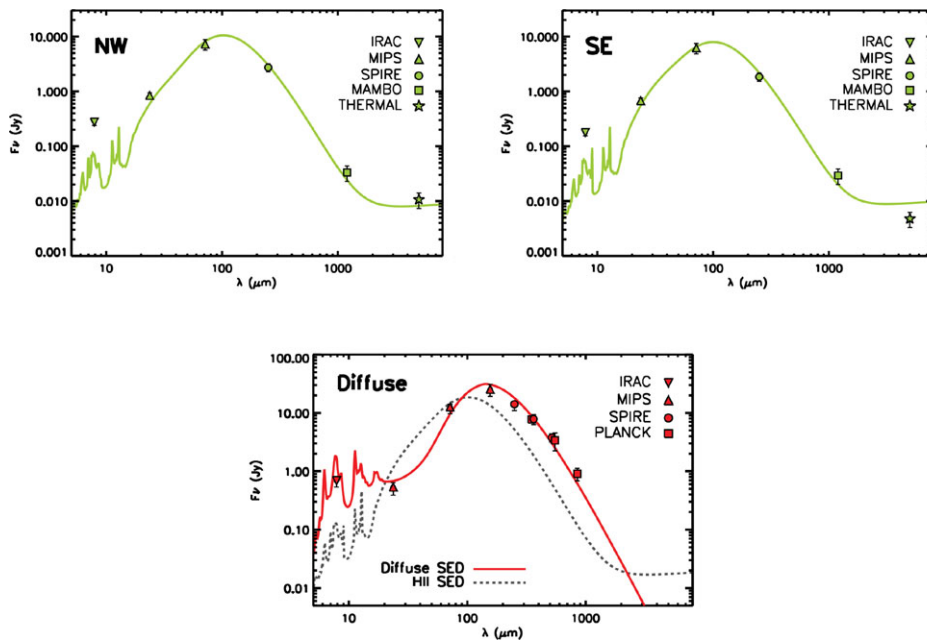 NW
IRAC
MIPS
SPIRE
MAMBO
THERMAL
10.000
1.000
0.100
0.010
0.001
Fν (Jy)
10 100 1000
λ (μm)
SE
IRAC
MIPS
SPIRE
MAMBO
THERMAL
10.000
1.000
0.100
0.010
0.001
Fν (Jy)
10 100 1000
λ (μm)
Diffuse
IRAC
MIPS
SPIRE
PLANCK
100.00
10.00
1.00
0.10
0.01
Fν (Jy)
Diffuse SED
HII SED
10 100 1000
λ (μm)